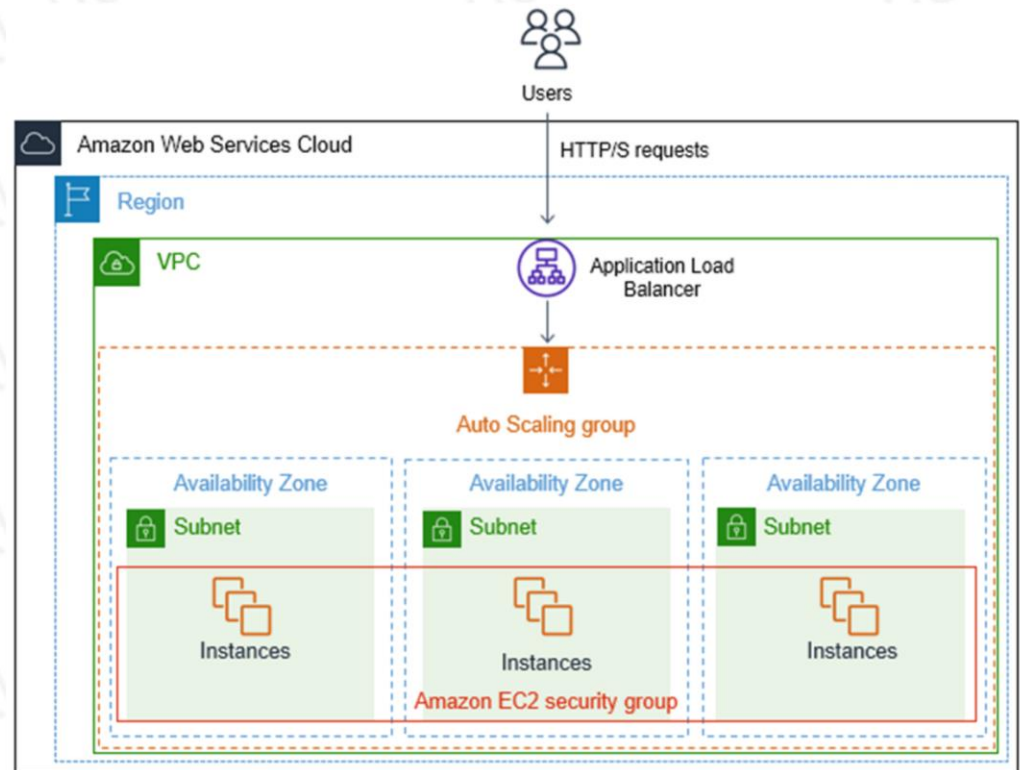 Users
Amazon Web Services Cloud
HTTP/S requests
Region
VPC
Application Load
Balancer
Auto Scaling group
Availability Zone
Availability Zone
Availability Zone
Subnet
Subnet
Subnet
Instances
Instances
Instances
Amazon EC2 security group